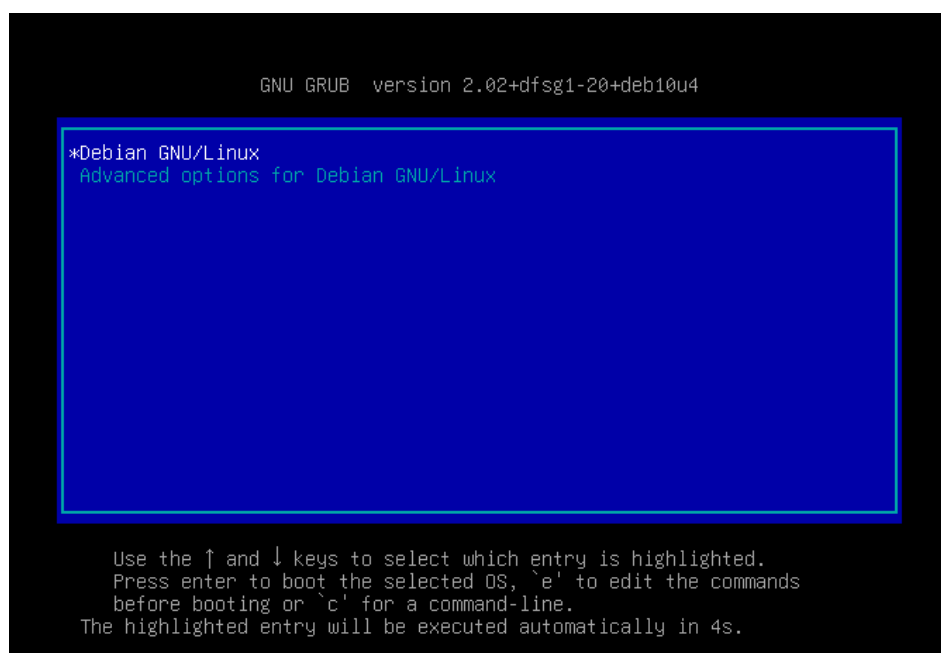 GNU GRUB  version 2.02+dfsg1-20+deb10u4
*Debian GNU/Linux
Advanced options for Debian GNU/Linux
Use the ↑ and ↓ keys to select which entry is highlighted.
Press enter to boot the selected OS, `e' to edit the commands
before booting or `c' for a command-line.
The highlighted entry will be executed automatically in 4s.